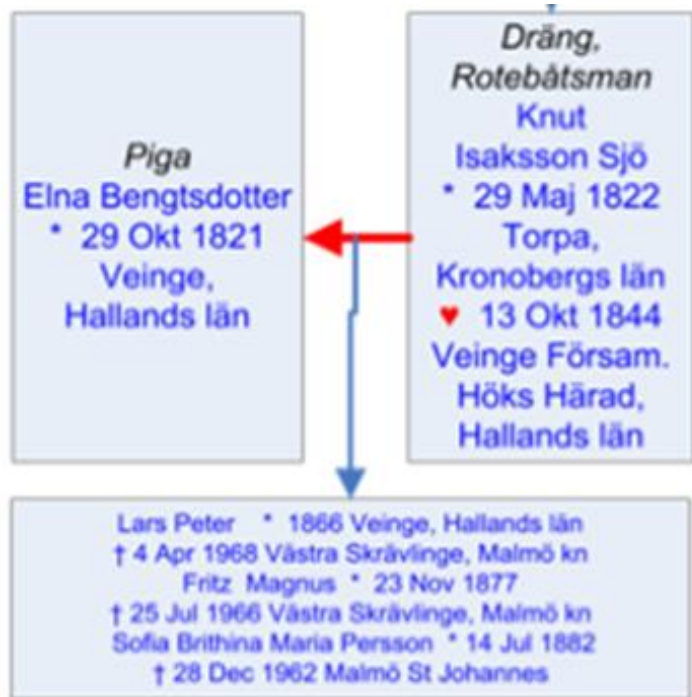 Piga
Elna Bengtsdotter
* 29 Okt 1821
Veinge,
Hallands län
Dräng,
Rotebåtsman
Knut
Isaksson Sjö
* 29 Maj 1822
Torpa,
Kronobergs län
♥ 13 Okt 1844
Veinge Församl.
Höks Härad,
Hallands län
Lars Peter * 1866 Veinge, Hallands län
† 4 Apr 1968 Västra Skrävlinge, Malmö kn
Fritz Magnus * 23 Nov 1877
† 25 Jul 1966 Västra Skrävlinge, Malmö kn
Sofia Brithina Maria Persson * 14 Jul 1882
† 28 Dec 1962 Malmö St Johannes